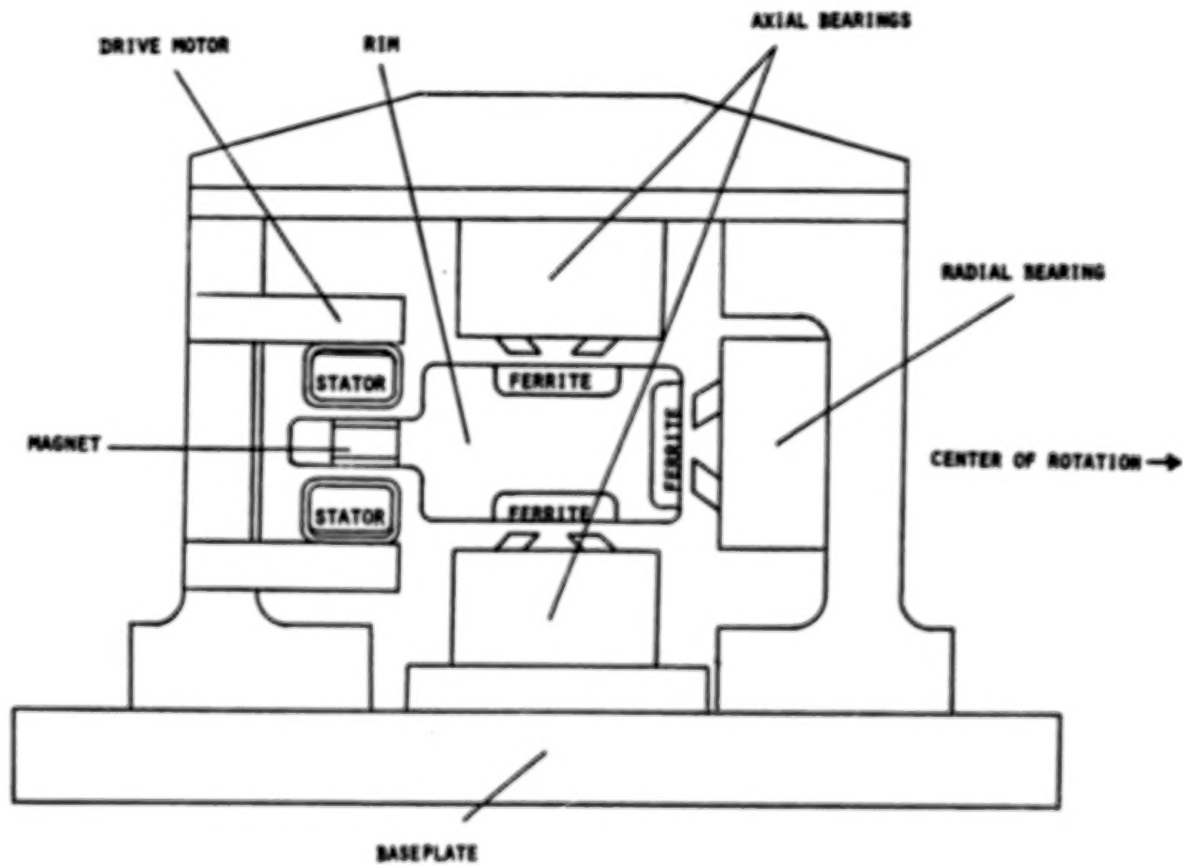 AXIAL BEARINGS
DRIVE MOTOR
RIM
RADIAL BEARING
STATOR
FERRITE
FERRITE
MAGNET
CENTER OF ROTATION
STATOR
FERRITE
BASEPLATE